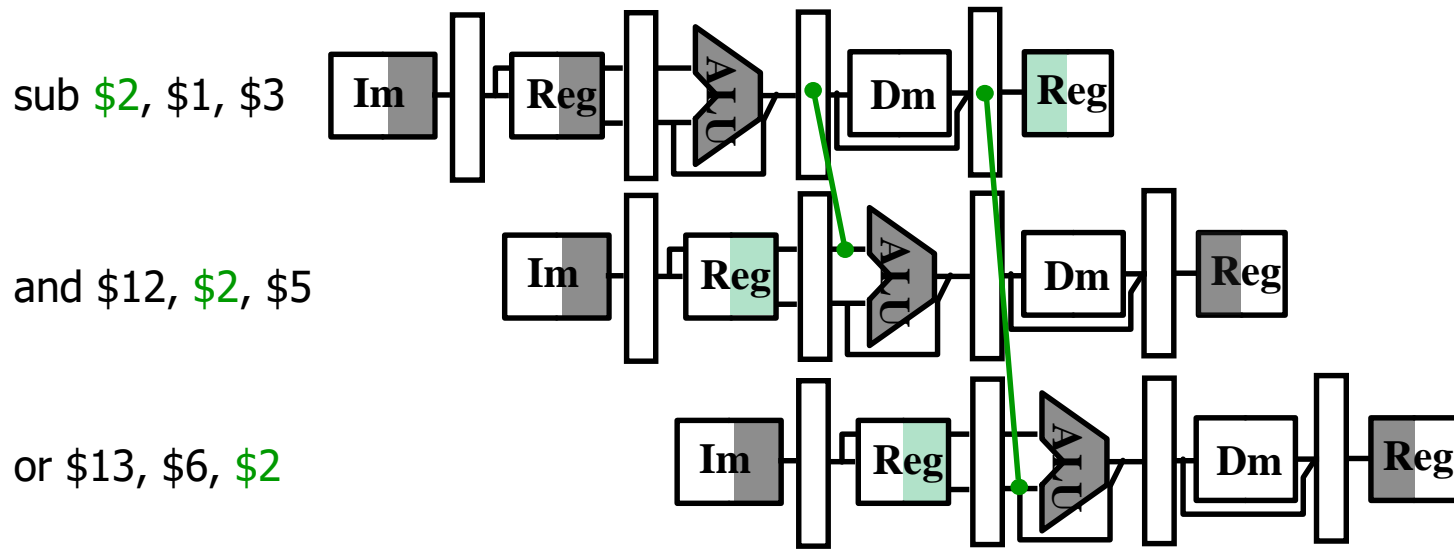 sub $2, $1, $3
Im Reg ALU Dm Reg
and $12, $2, $5
Im Reg ALU Dm Reg
or $13, $6, $2
Im Reg ALU Dm Reg